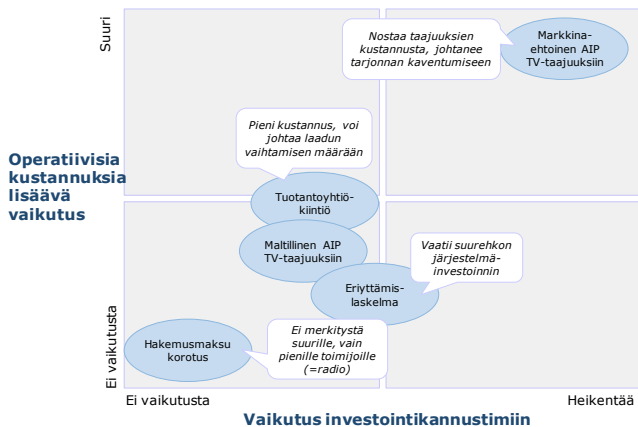 Suuri
Nostaa taajuuksien
kustannusta, johtanee
tarjonnan kaventumiseen
Markkina-
ehtoinen AIP
TV-taajuuksiin
Pieni kustannus, voi
johtaa laadun
vaihtamisen määrään
Operatiivisia
kustannuksia
lisäävä
vaikutus
Tuotantoyhtiö-
kiintiö
Maltillinen AIP
TV-taajuuksiin
Vaatii suurehkon
järjestelmä-
investoinnin
Eriyttämis-
laskelma
Hakemusmaksu
korotus
Ei merkitystä
suurille, vain
pienille toimijoille
(=radio)
Ei vaikutusta
Ei vaikutusta
Heikentää
Vaikutus investointikannustimiin